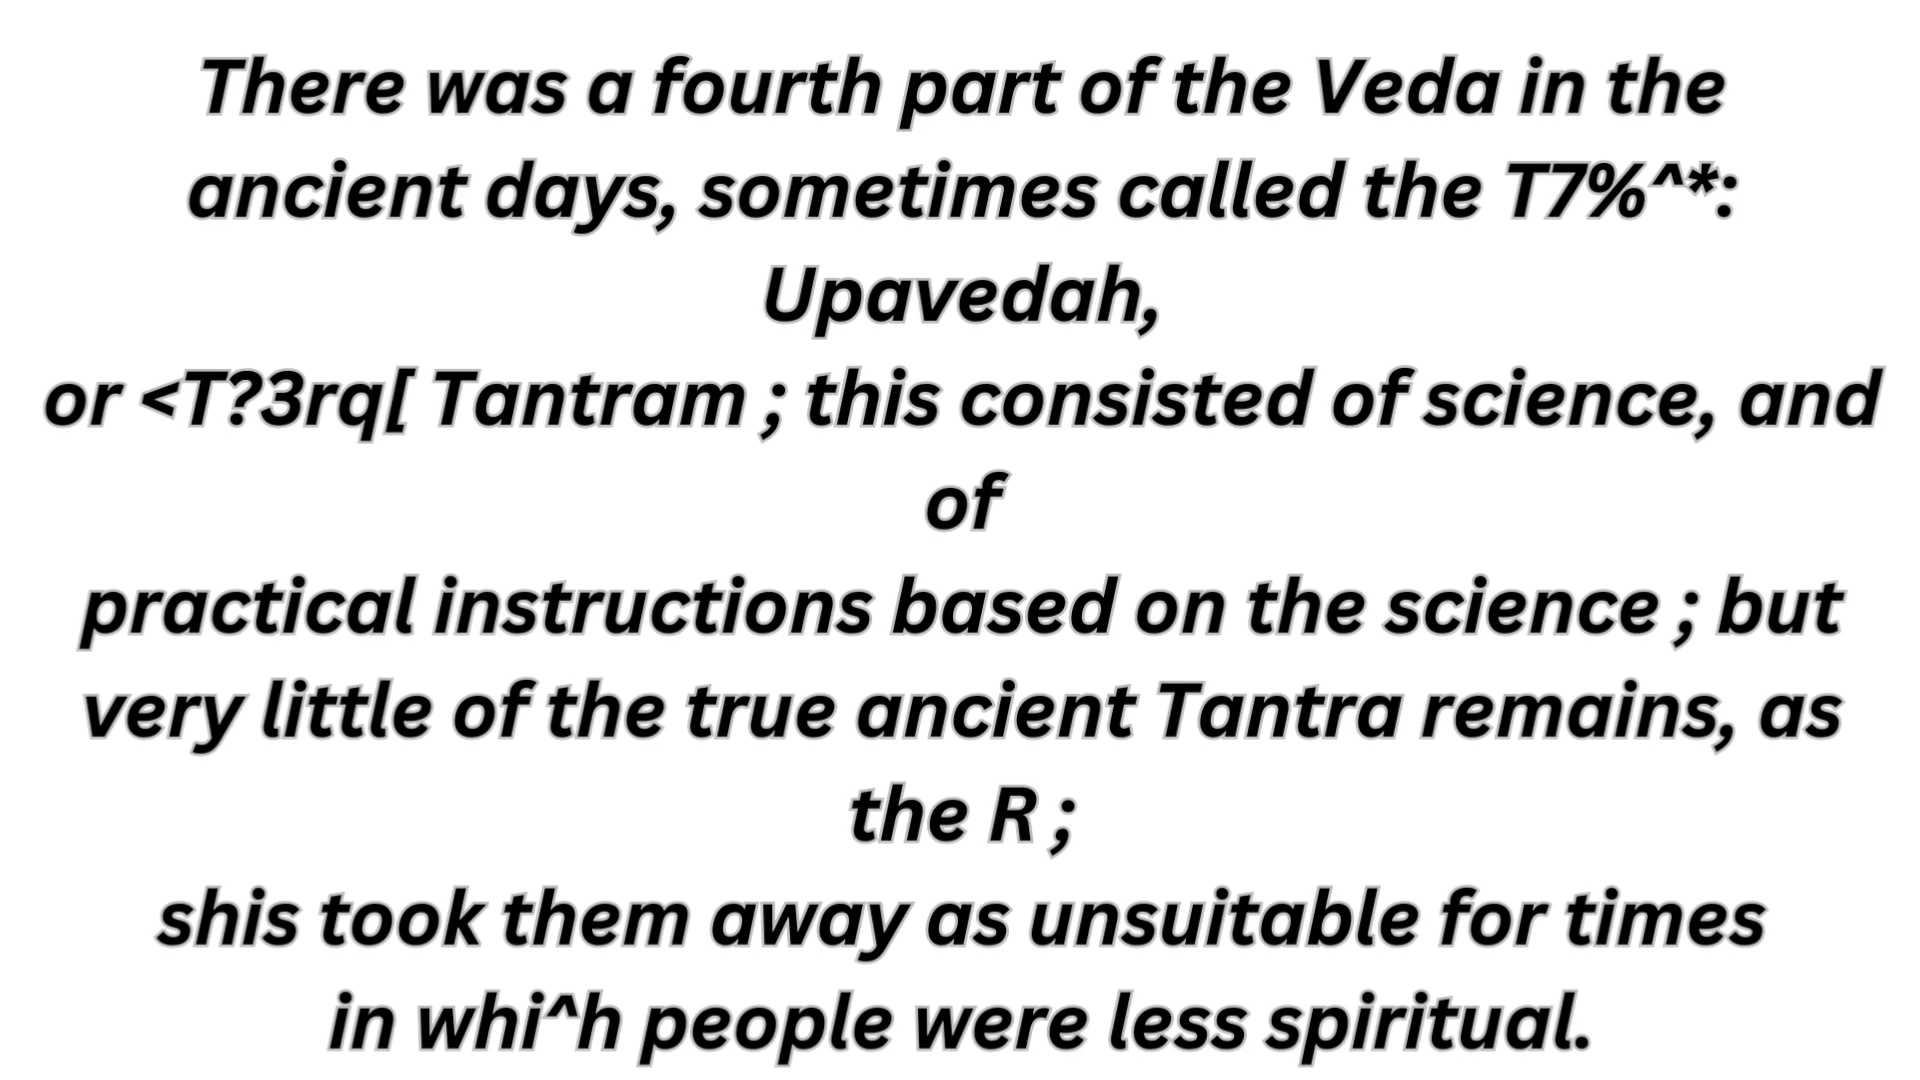 There was a fourth part of the Veda in the
ancient days, sometimes called the T7%^*:
Upavedah,
or <T?3rq[ Tantram ; this consisted of science, and
of
practical instructions based on the science ; but
very little of the true ancient Tantra remains, as
the R ;
shis took them away as unsuitable for times
in whi^h people were less spiritual.